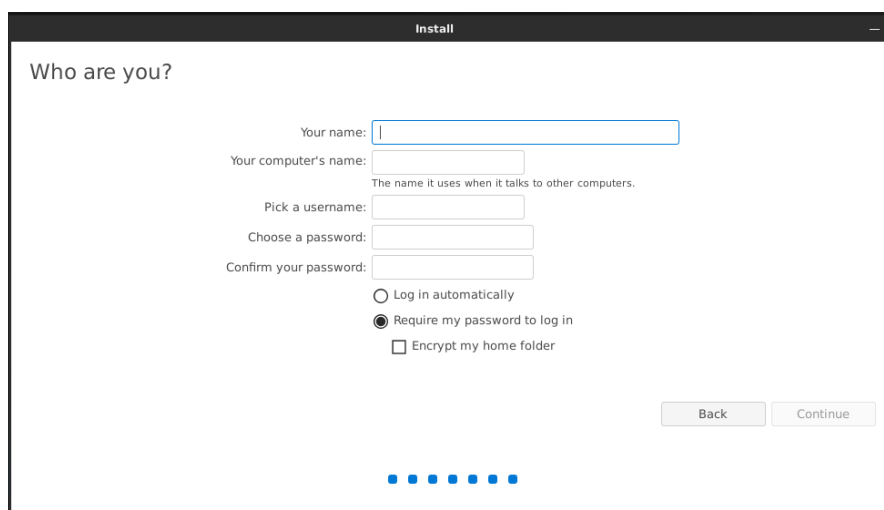 Install
Who are you?
Your name:
Your computer's name:
The name it uses when it talks to other computers.
Pick a username:
Choose a password:
Confirm your password:
Log in automatically
Require my password to log in
Encrypt my home folder
Back Continue